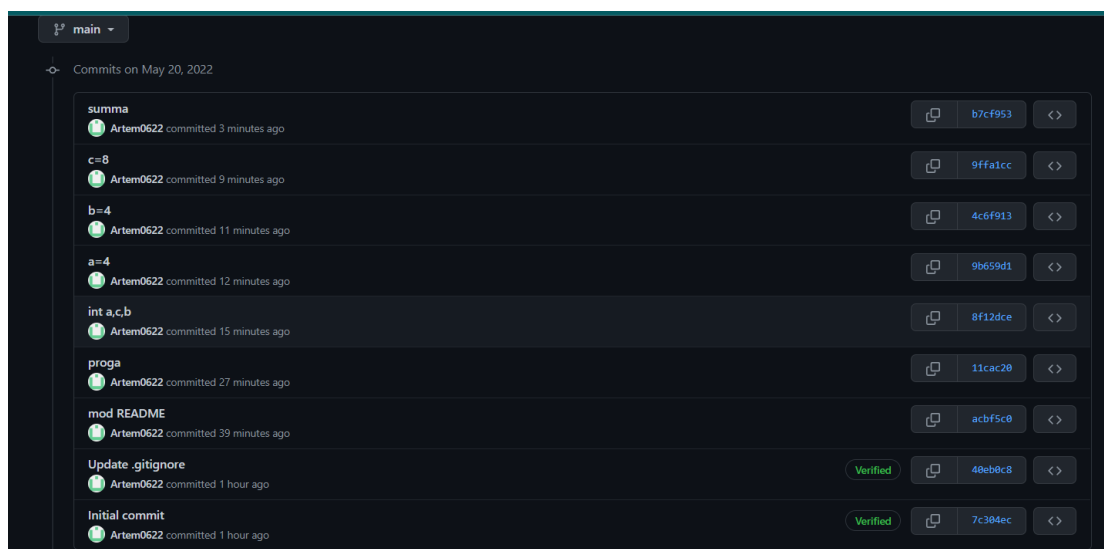 main
Commits on May 20, 2022
summa
Artem0622 committed 3 minutes ago
b7cf953
c=8
Artem0622 committed 9 minutes ago
9ffa1cc
b=4
Artem0622 committed 11 minutes ago
4c6f913
a=4
Artem0622 committed 12 minutes ago
9b659d1
int a,c,b
Artem0622 committed 15 minutes ago
8f12dce
proga
Artem0622 committed 27 minutes ago
11cac20
mod README
Artem0622 committed 39 minutes ago
acbf5c0
Update .gitignore
Artem0622 committed 1 hour ago
Verified 40eb0c8
Initial commit
Artem0622 committed 1 hour ago
Verified 7c304ec